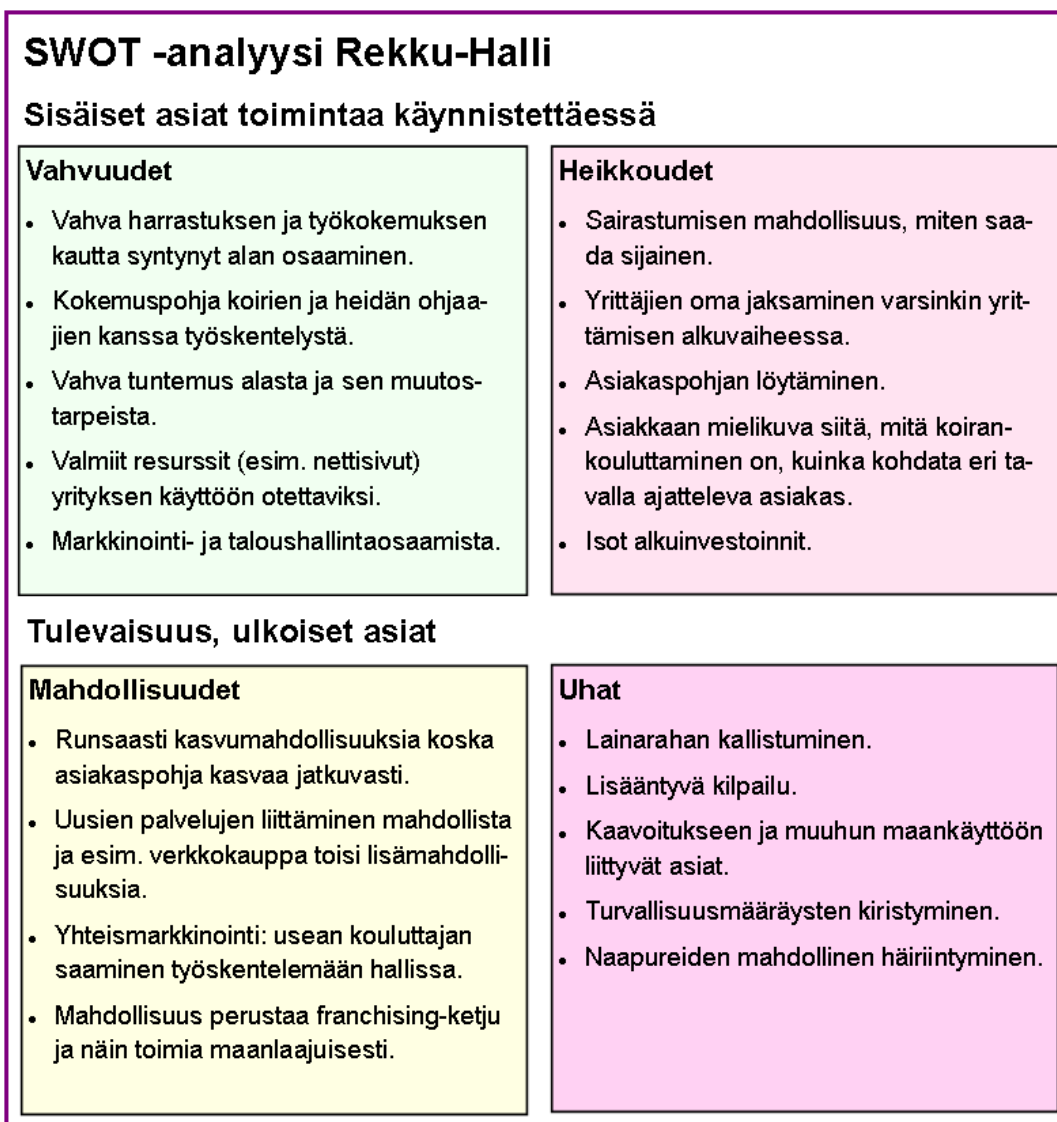 SWOT -analyysi Rekku-Halli
Sisäiset asiat toimintaa käynnistettäessä
Vahvuudet
• Vahva harrastuksen ja työkokemuksen
kautta syntynyt alan osaaminen.
• Kokemuspohja koirien ja heidän ohjaa-
jien kanssa työskentelystä.
• Vahva tuntemus alasta ja sen muutos-
tarpeista.
• Valmiit resurssit (esim. nettisivut)
yrityksen käyttöön otettaviksi.
• Markkinointi- ja taloushallintaosaamista.
Heikkoudet
• Sairastumisen mahdollisuus, miten saa-
da sijainen.
• Yrittäjien oma jaksaminen varsinkin yrit-
tämisen alkuvaiheessa.
• Asiakaspohjan löytäminen.
• Asiakkaan mielikuva siitä, mitä koiran-
kouluttaminen on, kuinka kohdata eri ta-
valla ajatteleva asiakas.
• Isot alkuinvestoinnit.
Tulevaisuus, ulkoiset asiat
Mahdollisuudet
• Runsaasti kasvumahdollisuuksia koska
asiakaspohja kasvaa jatkuvasti.
• Uusien palvelujen liittäminen mahdollista
ja esim. verkkokauppa toisi lisämahdolli-
suuksia.
• Yhteismarkkinointi: usean kouluttajan
saaminen työskentelemään hallissa.
• Mahdollisuus perustaa franchising-ketju
ja näin toimia maanlaajuisesti.
Uhat
• Lainarahan kallistuminen.
• Lisääntyvä kilpailu.
• Kaavoitukseen ja muuhun maankäyttöön
liittyvät asiat.
• Turvallisuusmääräysten kiristyminen.
• Naapureiden mahdollinen häiriintyminen.